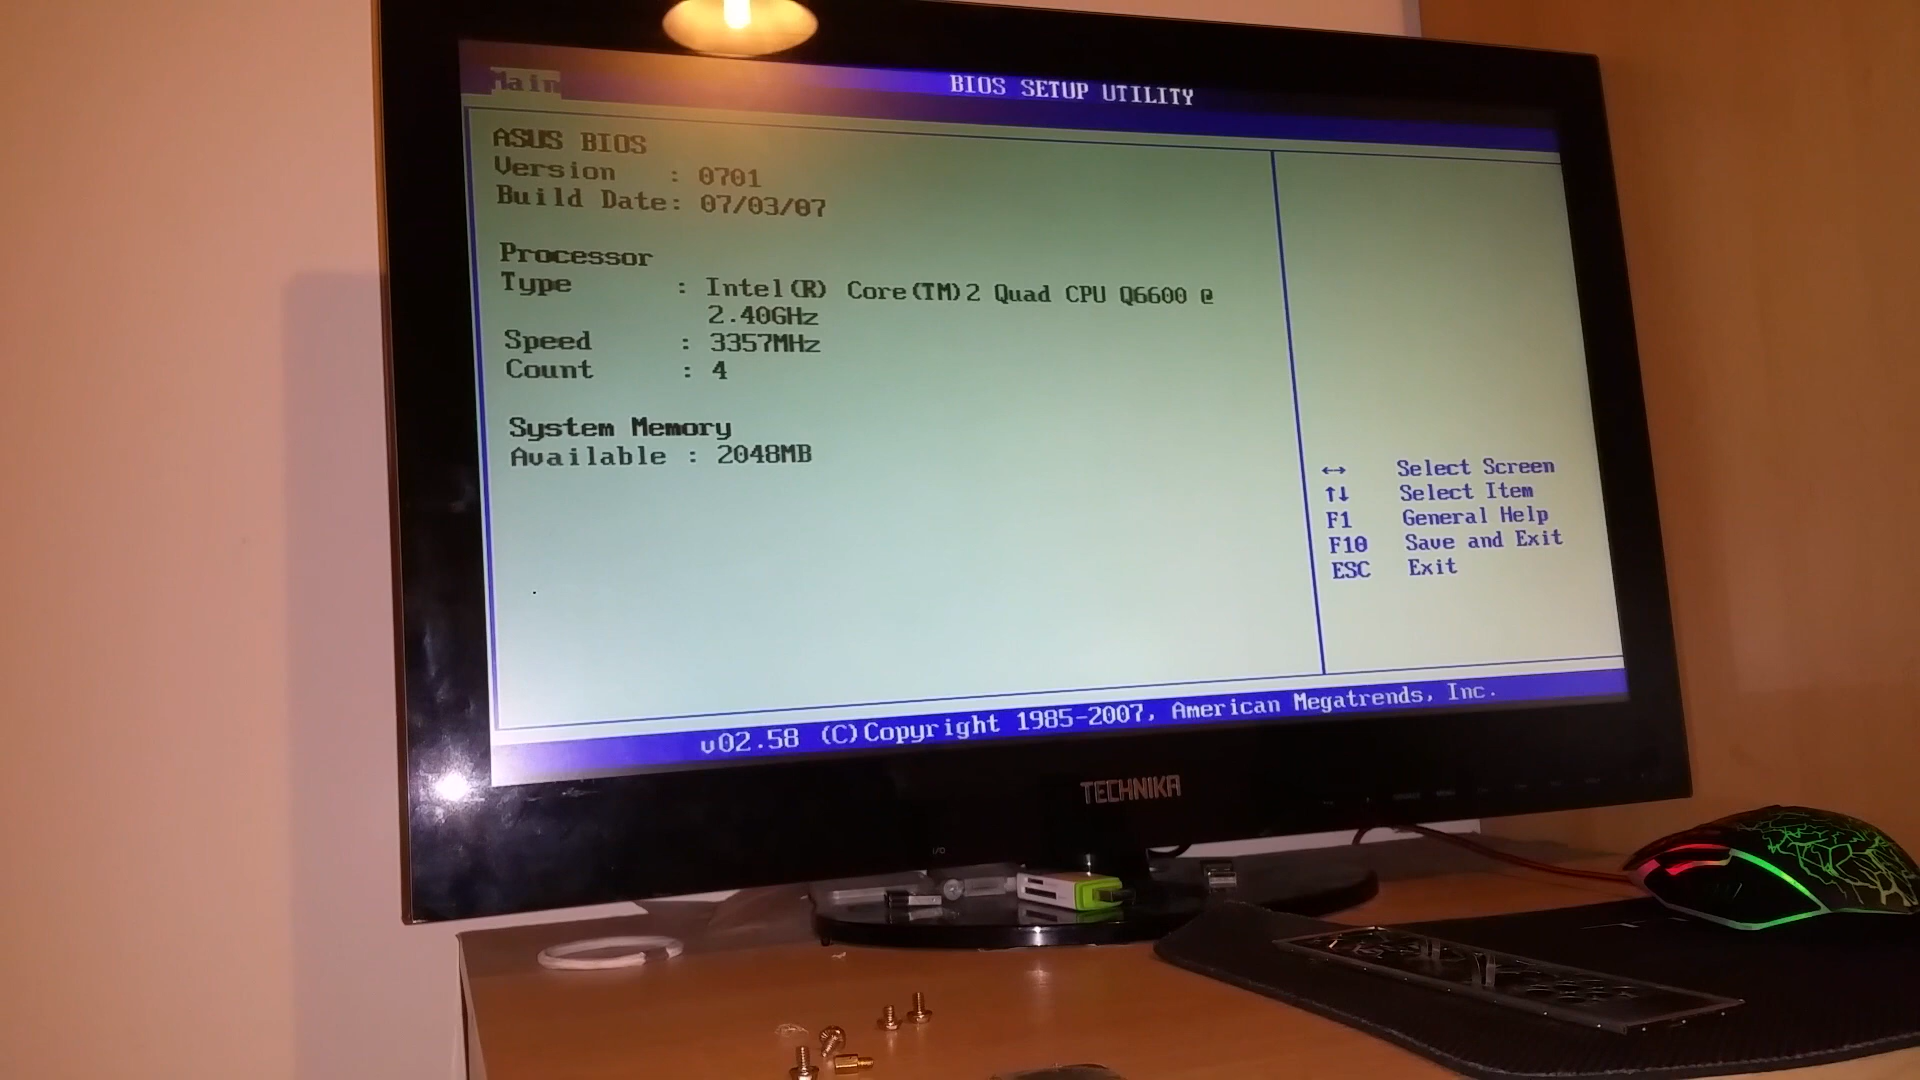 Main
BIOS SETUP UTILITY
ASUS BIOS
Version : 0701
Build Date: 07/03/07
Processor
Type : Intel(R) Core(TM)2 Quad CPU Q6600 @
2.40GHz
Speed : 3357MHz
Count : 4
System Memory
Available : 2048MB
↔ Select Screen
↑↓ Select Item
F1 General Help
F10 Save and Exit
ESC Exit
v02.58 (C)Copyright 1985-2007, American Megatrends, Inc.
TECHNIKA
I/O